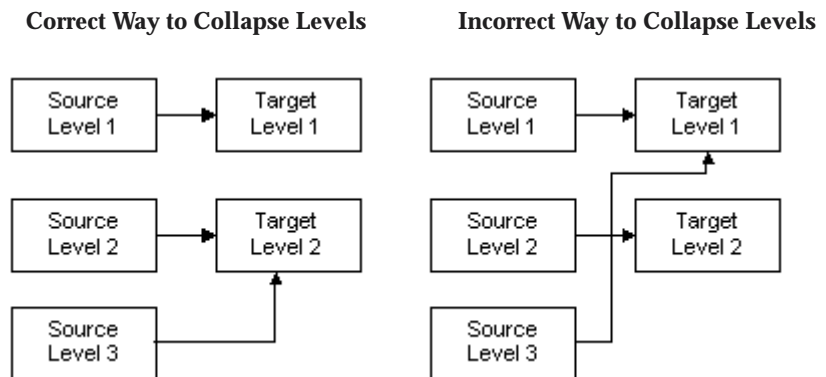 Correct Way to Collapse Levels
Source
Level 1
Target
Level 1
Source
Level 2
Target
Level 2
Source
Level 3
Incorrect Way to Collapse Levels
Source
Level 1
Target
Level 1
Source
Level 2
Target
Level 2
Source
Level 3